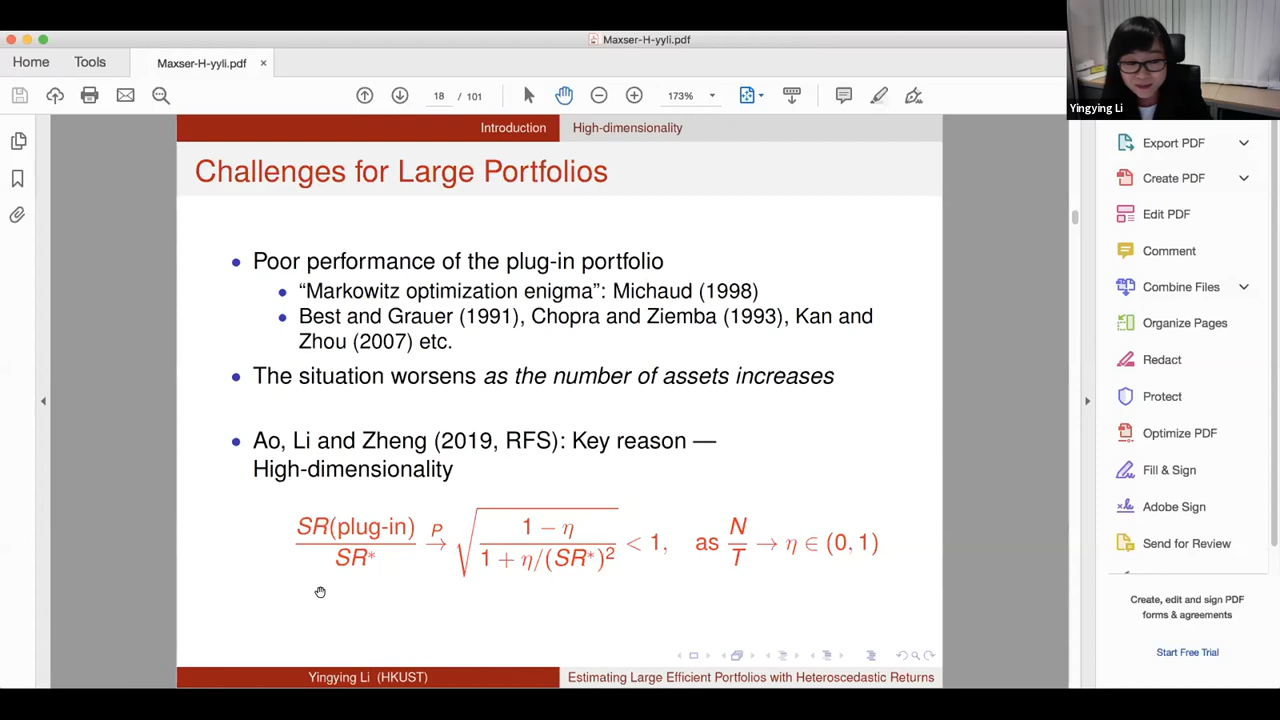 Maxser-H-yyli.pdf
Home Tools Maxser-H-yyli.pdf ×
18 / 101 173%
Yingying Li
Introduction High-dimensionality
Challenges for Large Portfolios
• Poor performance of the plug-in portfolio
• “Markowitz optimization enigma”: Michaud (1998)
• Best and Grauer (1991), Chopra and Ziemba (1993), Kan and
Zhou (2007) etc.
• The situation worsens as the number of assets increases
• Ao, Li and Zheng (2019, RFS): Key reason —
High-dimensionality
SR(plug-in)/SR* →^P √((1 − η)/(1 + η/(SR*)²)) < 1, as N/T → η ∈ (0, 1)
Yingying Li (HKUST) Estimating Large Efficient Portfolios with Heteroscedastic Returns
Export PDF
Create PDF
Edit PDF
Comment
Combine Files
Organize Pages
Redact
Protect
Optimize PDF
Fill & Sign
Adobe Sign
Send for Review
Create, edit and sign PDF
forms & agreements
Start Free Trial